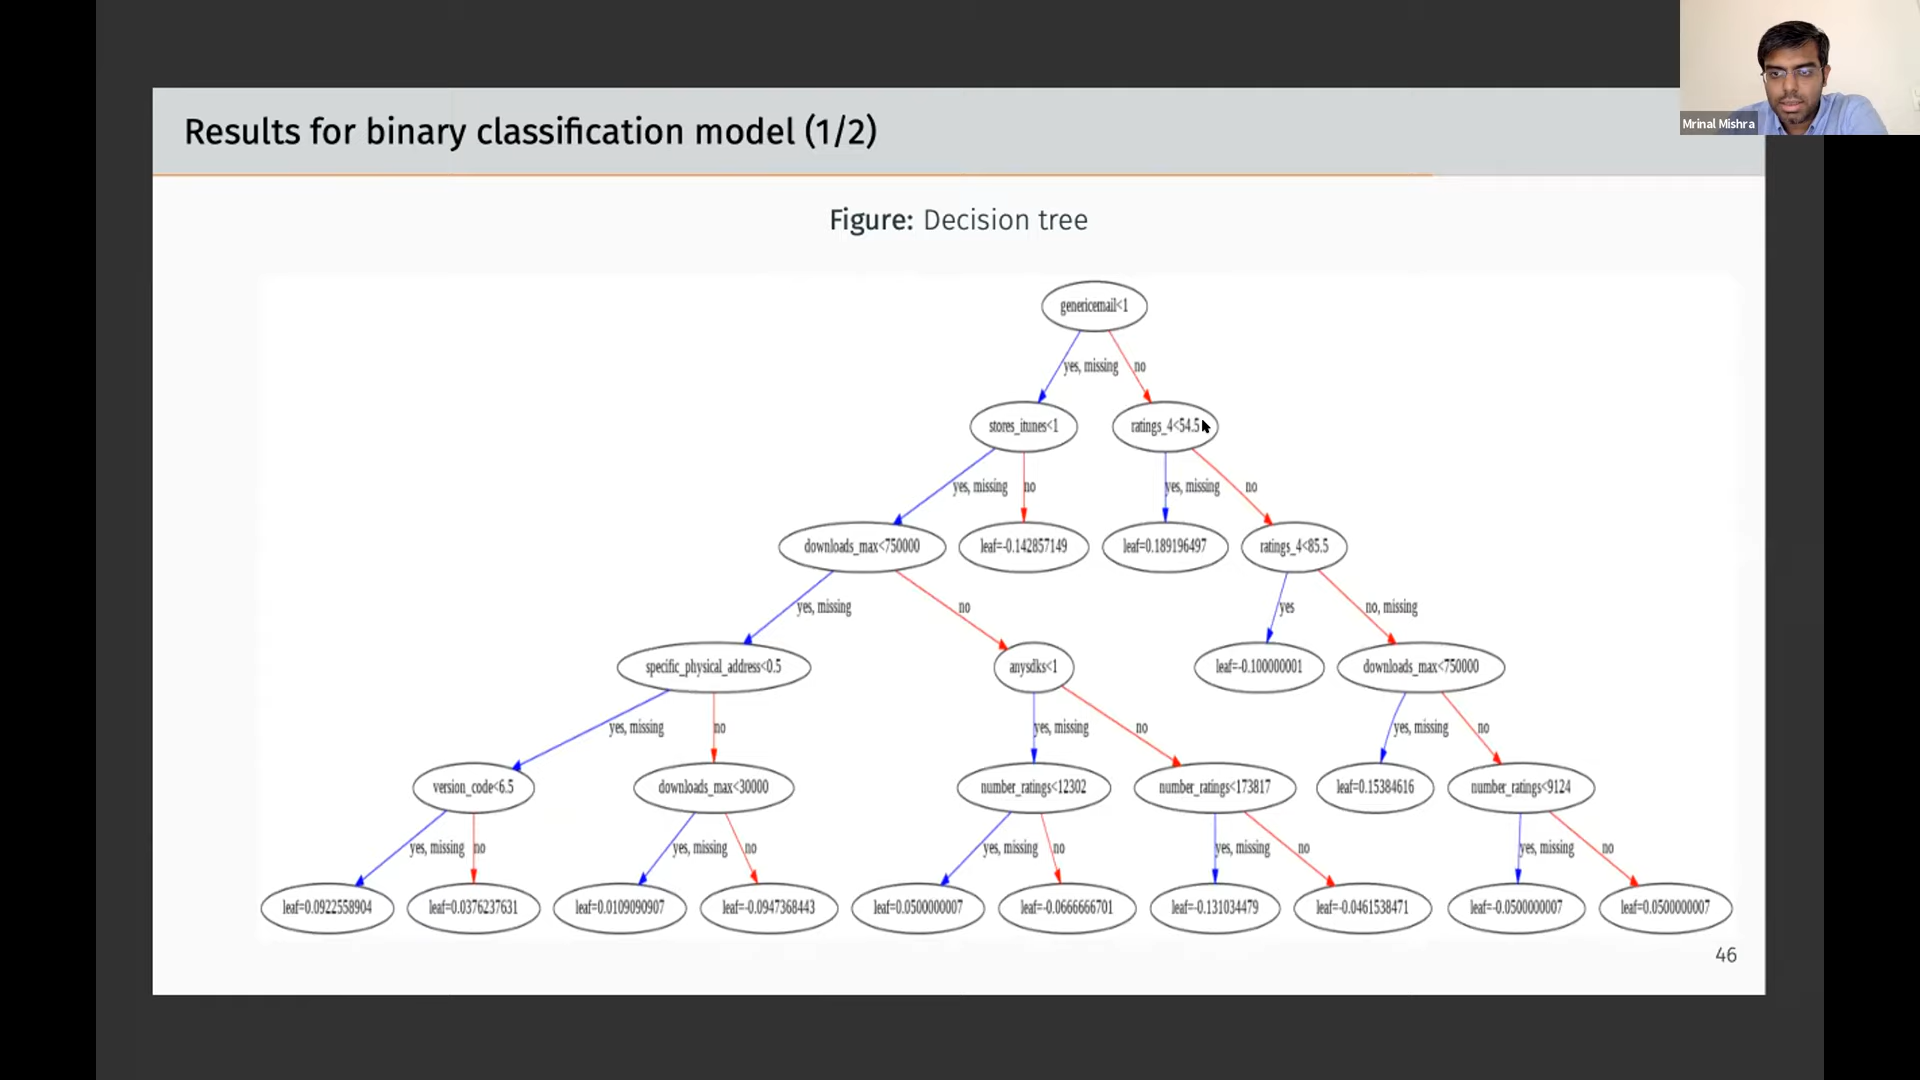 Mrinal Mishra
Results for binary classification model (1/2)
Figure: Decision tree
genericemail<1
yes, missing no
stores_itunes<1 ratings_4<54.5
yes, missing no yes, missing no
downloads_max<750000 leaf=-0.142857149 leaf=0.189196497 ratings_4<85.5
yes, missing no yes no, missing
specific_physical_address<0.5 anysdks<1 leaf=-0.100000001 downloads_max<750000
yes, missing no yes, missing no yes, missing no
version_code<6.5 downloads_max<30000 number_ratings<12302 number_ratings<173817 leaf=0.15384616 number_ratings<9124
yes, missing no yes, missing no yes, missing no yes, missing no yes, missing no
leaf=0.0922558904 leaf=0.0376237631 leaf=0.0109090907 leaf=-0.0947368443 leaf=0.0500000007 leaf=-0.0666666701 leaf=-0.131034479 leaf=-0.0461538471 leaf=-0.0500000007 leaf=0.0500000007
46